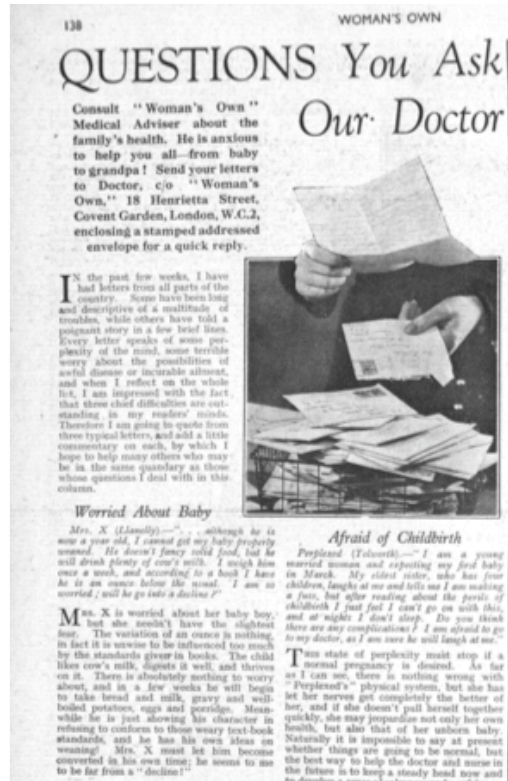 138
WOMAN'S OWN
QUESTIONS You Ask
Our Doctor
Consult "Woman's Own"
Medical Adviser about the
family's health. He is anxious
to help you all—from baby
to grandpa! Send your letters
to Doctor, c/o "Woman's
Own," 18 Henrietta Street,
Covent Garden, London, W.C.2,
enclosing a stamped addressed
envelope for a quick reply.
IN the past few weeks, I have
had letters from all parts of the
country. Some have been long
and descriptive of a multitude of
troubles, while others have told a
poignant story in a few brief lines.
Every letter speaks of some per-
plexity of the mind, some terrible
worry about the possibilities of
awful disease or incurable ailment,
and when I reflect on the whole
list, I am impressed with the fact
that three chief difficulties are out-
standing in my readers' minds.
Therefore I am going to quote from
three typical letters, and add a little
commentary on each, by which I
hope to help many others who may
be in the same quandary as those
whose questions I deal with in this
column.
Worried About Baby
Mrs. X (Llanelly)—". . . although he is
now a year old, I cannot get my baby properly
weaned. He doesn't fancy solid food, but he
will drink plenty of cow's milk. I weigh him
once a week, and according to a book I have
he is an ounce below the usual. I am so
worried; will he go into a decline?"
MRS. X is worried about her baby boy,
but she needn't have the slightest
fear. The variation of an ounce is nothing,
in fact it is unwise to be influenced too much
by the standards given in books. The child
likes cow's milk, digests it well, and thrives
on it. There is absolutely nothing to worry
about, and in a few weeks he will begin
to take bread and milk, gravy and well-
boiled potatoes, eggs and porridge. Mean-
while he is just showing his character in
refusing to conform to those weary text-book
standards, and he has his own ideas on
weaning! Mrs. X must let him become
converted in his own time; he seems to me
to be far from a "decline!"
Afraid of Childbirth
Perplexed (Tolworth)—"I am a young
married woman and expecting my first baby
in March. My eldest sister, who has four
children, laughs at me and tells me I am making
a fuss, but after reading about the perils of
childbirth I just feel I can't go on with this,
and at nights I don't sleep. Do you think
there are any complications? I am afraid to go
to my doctor, as I am sure he will laugh at me."
THIS state of perplexity must stop if a
normal pregnancy is desired. As far
as I can see, there is nothing wrong with
"Perplexed's" physical system, but she has
let her nerves get completely the better of
her, and if she doesn't pull herself together
quickly, she may jeopardize not only her own
health, but also that of her unborn baby.
Naturally it is impossible to say at present
whether things are going to be normal, but
the best way to help the doctor and nurse in
the future is to keep a steady head now and